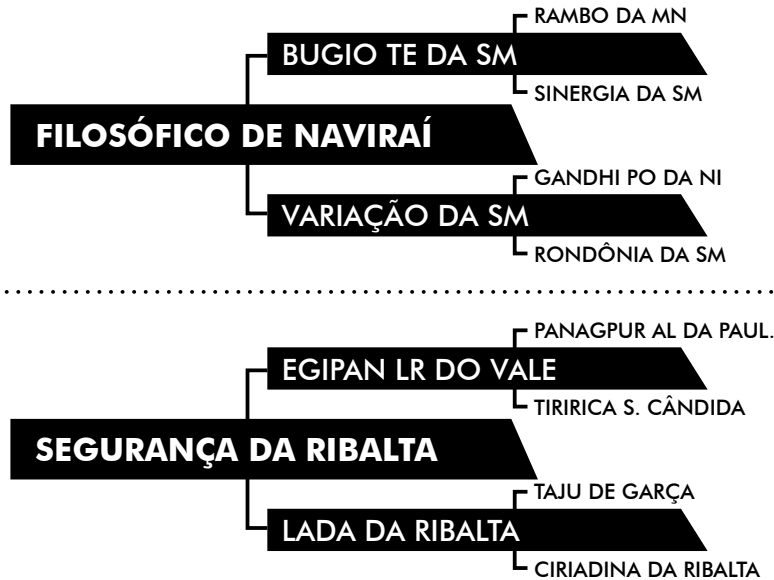 RAMBO DA MN
BUGIO TE DA SM
SINERGIA DA SM
FILOSÓFICO DE NAVIRAÍ
GANDHI PO DA NI
VARIAÇÃO DA SM
RONDÔNIA DA SM
PANAGPUR AL DA PAUL.
EGIPAN LR DO VALE
TIRIRICA S. CÂNDIDA
SEGURANÇA DA RIBALTA
TAJU DE GARÇA
LADA DA RIBALTA
CIRIADINA DA RIBALTA